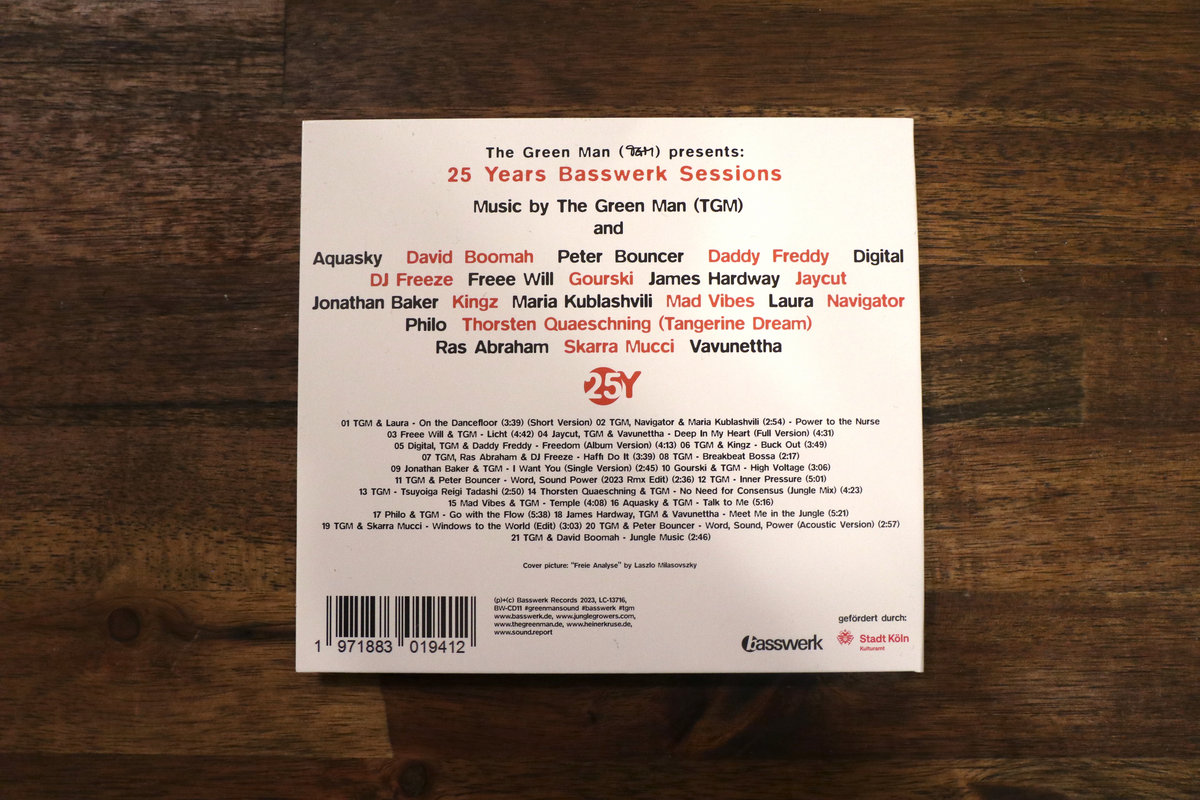 The Green Man (TGM) presents:
25 Years Basswerk Sessions
Music by The Green Man (TGM)
and
Aquasky David Boomah Peter Bouncer Daddy Freddy Digital
DJ Freeze Freee Will Gourski James Hardway Jaycut
Jonathan Baker Kingz Maria Kublashvili Mad Vibes Laura Navigator
Philo Thorsten Quaeschning (Tangerine Dream)
Ras Abraham Skarra Mucci Vavunettha
25Y
01 TGM & Laura - On the Dancefloor (3:39) (Short Version) 02 TGM, Navigator & Maria Kublashvili (2:54) - Power to the Nurse
03 Freee Will & TGM - Licht (4:42) 04 Jaycut, TGM & Vavunettha - Deep In My Heart (Full Version) (4:31)
05 Digital, TGM & Daddy Freddy - Freedom (Album Version) (4:13) 06 TGM & Kingz - Buck Out (3:49)
07 TGM, Ras Abraham & DJ Freeze - Haffi Do It (3:39) 08 TGM - Breakbeat Bossa (2:17)
09 Jonathan Baker & TGM - I Want You (Single Version) (2:45) 10 Gourski & TGM - High Voltage (3:06)
11 TGM & Peter Bouncer - Word, Sound Power (2023 Rmx Edit) (2:36) 12 TGM - Inner Pressure (5:01)
13 TGM - Tsuyoiga Reigi Tadashi (2:50) 14 Thorsten Quaeschning & TGM - No Need for Consensus (Jungle Mix) (4:23)
15 Mad Vibes & TGM - Temple (4:08) 16 Aquasky & TGM - Talk to Me (5:16)
17 Philo & TGM - Go with the Flow (5:38) 18 James Hardway, TGM & Vavunettha - Meet Me in the Jungle (5:21)
19 TGM & Skarra Mucci - Windows to the World (Edit) (3:03) 20 TGM & Peter Bouncer - Word, Sound, Power (Acoustic Version) (2:57)
21 TGM & David Boomah - Jungle Music (2:46)
Cover picture: "Freie Analyse" by Laszlo Milasovszky
(p)+(c) Basswerk Records 2023, LC-13716,
BW-CD11 #greenmansound #basswerk #tgm
www.basswerk.de, www.junglegrowers.com,
www.thegreenman.de, www.heinerkruse.de,
www.sound.report
1 971883 019412
basswerk
gefördert durch:
Stadt Köln
Kulturamt